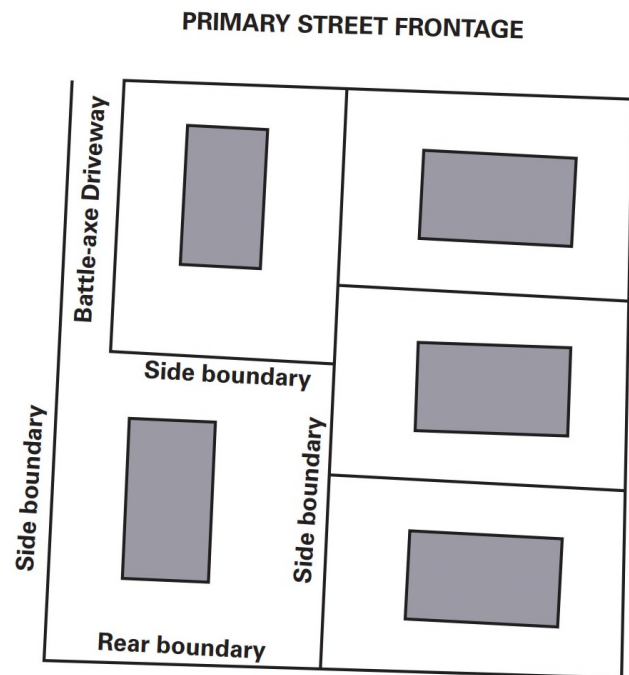 PRIMARY STREET FRONTAGE
Battle-axe Driveway
Side boundary
Side boundary
Side boundary
Rear boundary